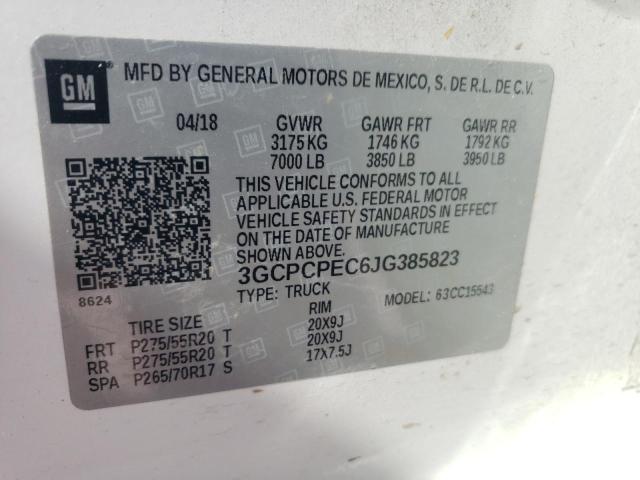 GM
MFD BY GENERAL MOTORS DE MEXICO, S. DE R.L. DE C.V.
04/18 GVWR GAWR FRT GAWR RR
3175 KG 1746 KG 1792 KG
7000 LB 3850 LB 3950 LB
THIS VEHICLE CONFORMS TO ALL
APPLICABLE U.S. FEDERAL MOTOR
VEHICLE SAFETY STANDARDS IN EFFECT
ON THE DATE OF MANUFACTURE
SHOWN ABOVE.
8624
3GCPCPEC6JG385823
TYPE: TRUCK MODEL: 63CC15543
TIRE SIZE RIM
FRT P275/55R20 T 20X9J
RR P275/55R20 T 20X9J
SPA P265/70R17 S 17X7.5J